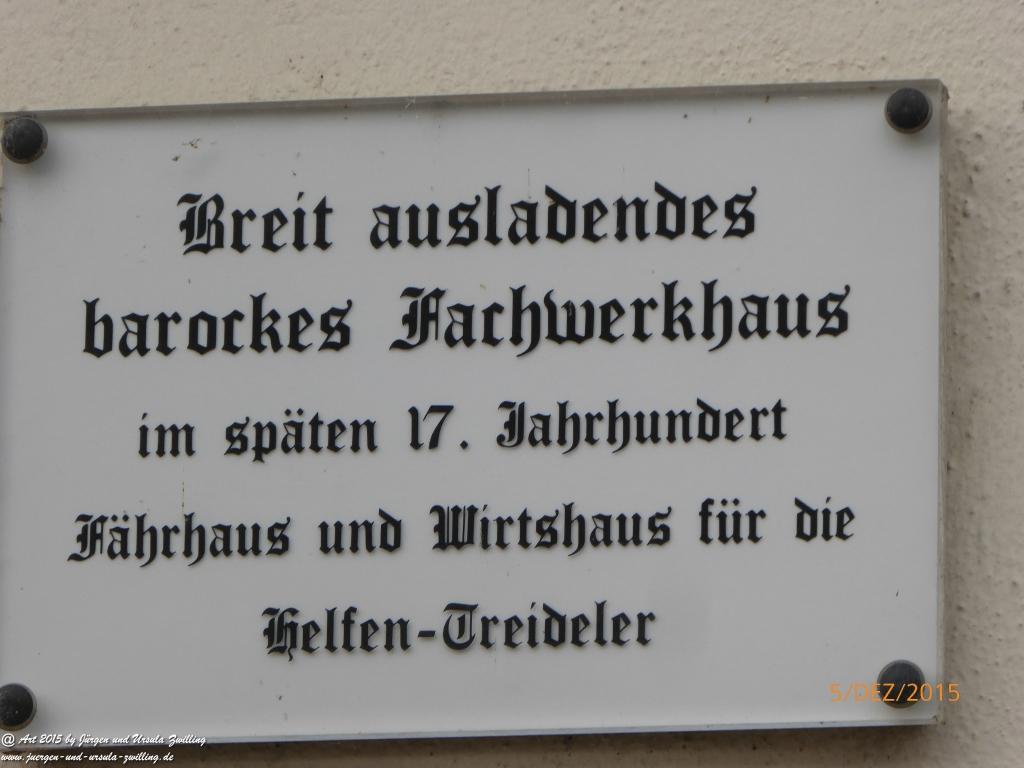 Breit ausladendes
barockes Fachwerkhaus
im späten 17. Jahrhundert
Fährhaus und Wirtshaus für die
Helfen-Treideler
5/DEZ/2015
@ Art 2015 by Jürgen und Ursula Zwilling
www.juergen-und-ursula-zwilling.de